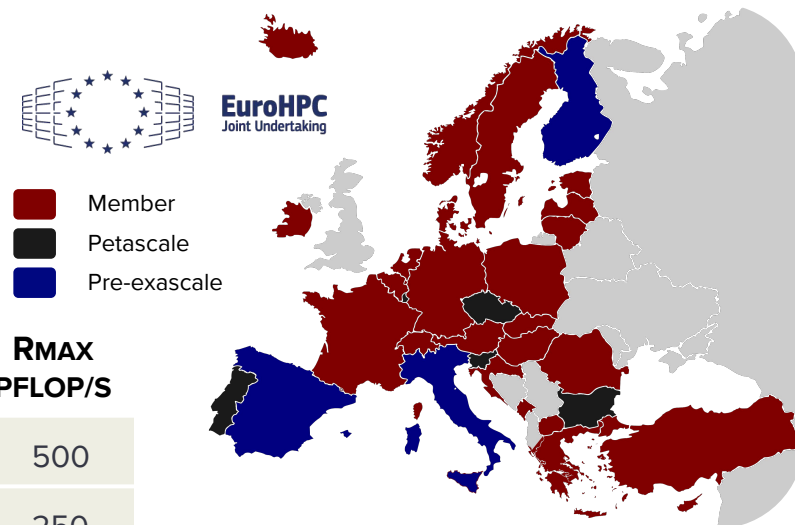 EuroHPC
Joint Undertaking
Member
Petascale
Pre-exascale
RMAX
PFLOP/S
500